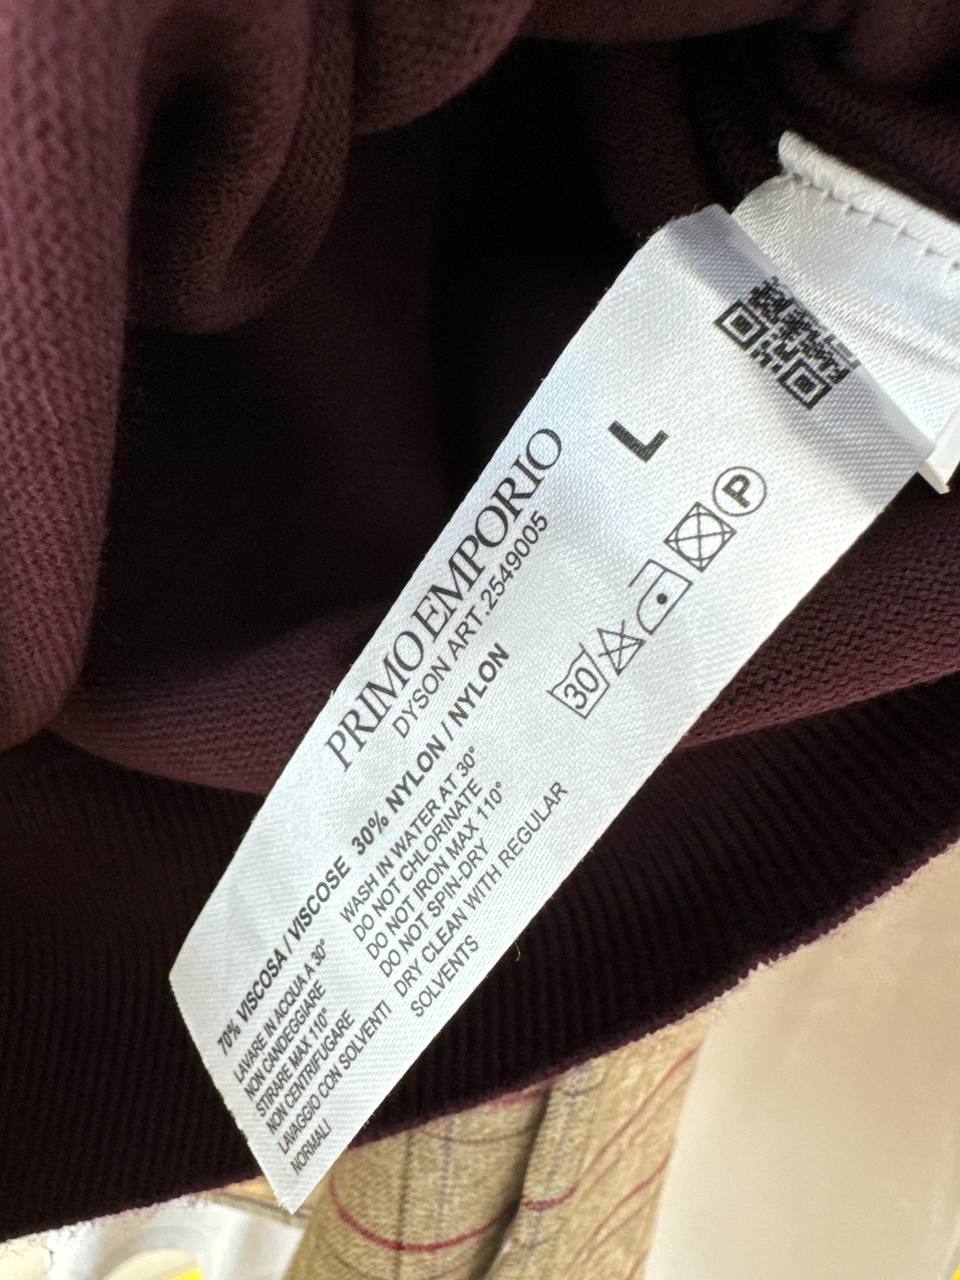 L
PRIMO EMPORIO
DYSON ART.2549005
30 P
70% VISCOSA / VISCOSE 30% NYLON / NYLON
LAVARE IN ACQUA A 30°
NON CANDEGGIARE
STIRARE MAX 110°
NON CENTRIFUGARE
LAVAGGIO CON SOLVENTI
NORMALI
WASH IN WATER AT 30°
DO NOT CHLORINATE
DO NOT IRON MAX 110°
DO NOT SPIN-DRY
DRY CLEAN WITH REGULAR
SOLVENTS